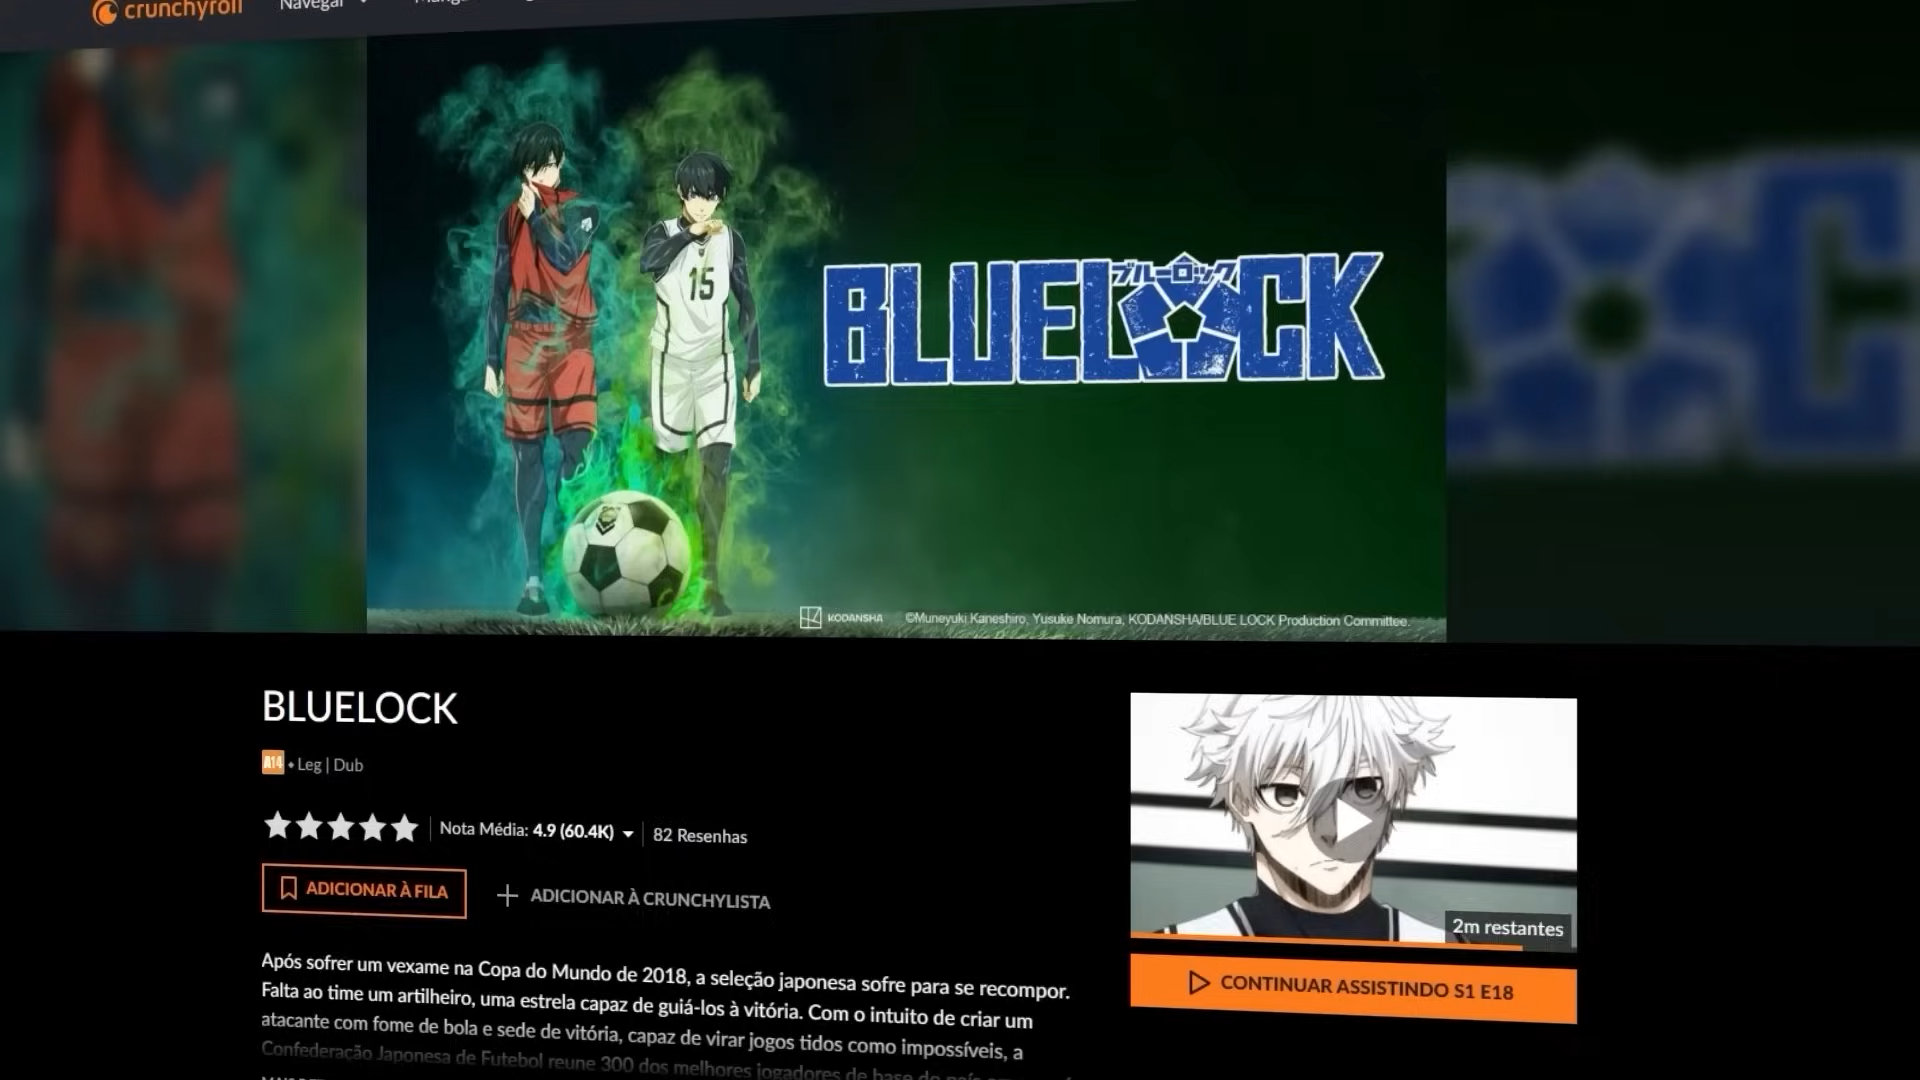 crunchyroll
Navegar
15
ブルーロック
BLUELOCK
KODANSHA
©Muneyuki Kaneshiro, Yusuke Nomura, KODANSHA/BLUE LOCK Production Committee.
BLUELOCK
A14 • Leg | Dub
Nota Média: 4.9 (60.4K)
82 Resenhas
ADICIONAR À FILA
ADICIONAR À CRUNCHYLISTA
Após sofrer um vexame na Copa do Mundo de 2018, a seleção japonesa sofre para se recompor.
Falta ao time um artilheiro, uma estrela capaz de guiá-los à vitória. Com o intuito de criar um
atacante com fome de bola e sede de vitória, capaz de virar jogos tidos como impossíveis, a
Confederação Japonesa de Futebol reune 300 dos melhores jogadores de base do país
2m restantes
CONTINUAR ASSISTINDO S1 E18